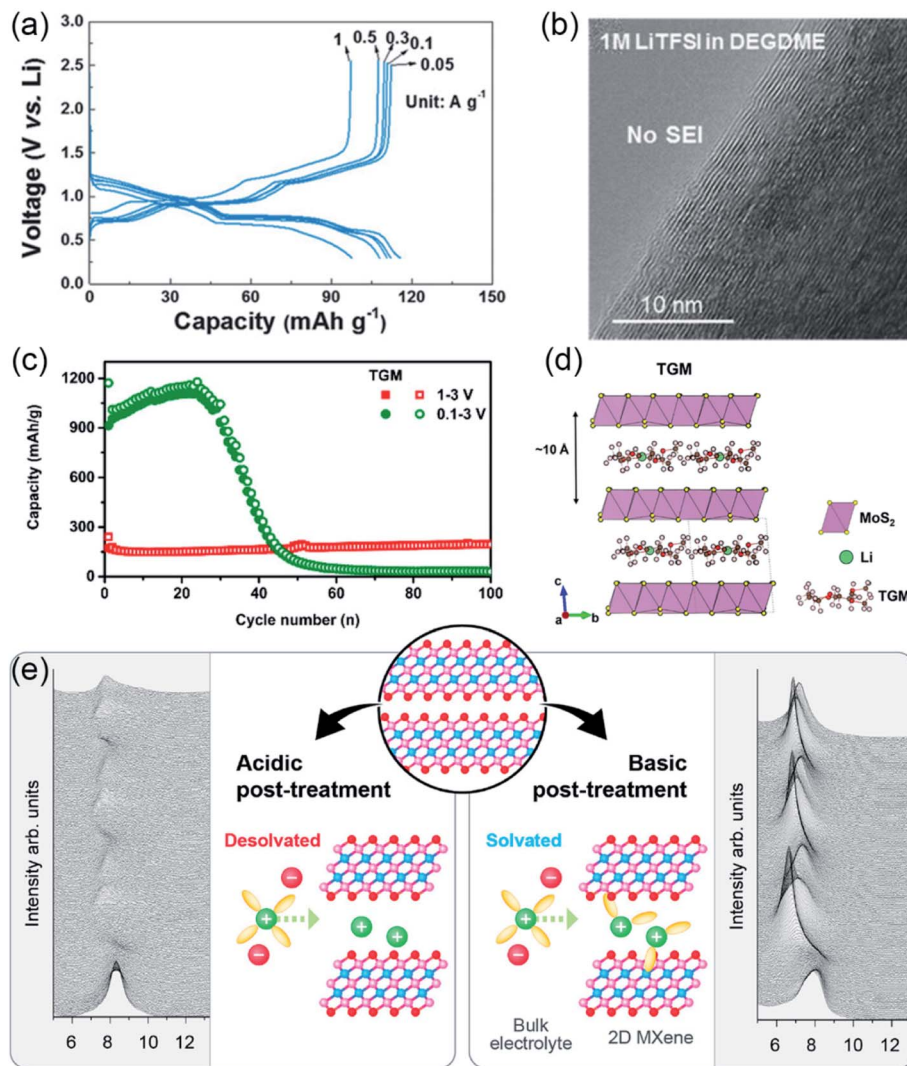 (a)
Voltage (V vs. Li)
3.0
2.5
2.0
1.5
1.0
0.5
0.0
1 0.5 0.3 0.1
0.05
Unit: A g⁻¹
0 30 60 90 120 150
Capacity (mAh g⁻¹)
(b)
1M LiTFSI in DEGDME
No SEI
10 nm
(c)
Capacity (mAh/g)
1200
900
600
300
0
TGM
1-3 V
0.1-3 V
0 20 40 60 80 100
Cycle number (n)
(d)
TGM
~10 Å
c
a b
MoS₂
Li
TGM
(e)
Intensity arb. units
6 8 10 12
Acidic
post-treatment
Desolvated
+
−
−
+
+
Basic
post-treatment
Solvated
+
−
−
+
+
Bulk
electrolyte
2D MXene
Intensity arb. units
6 8 10 12